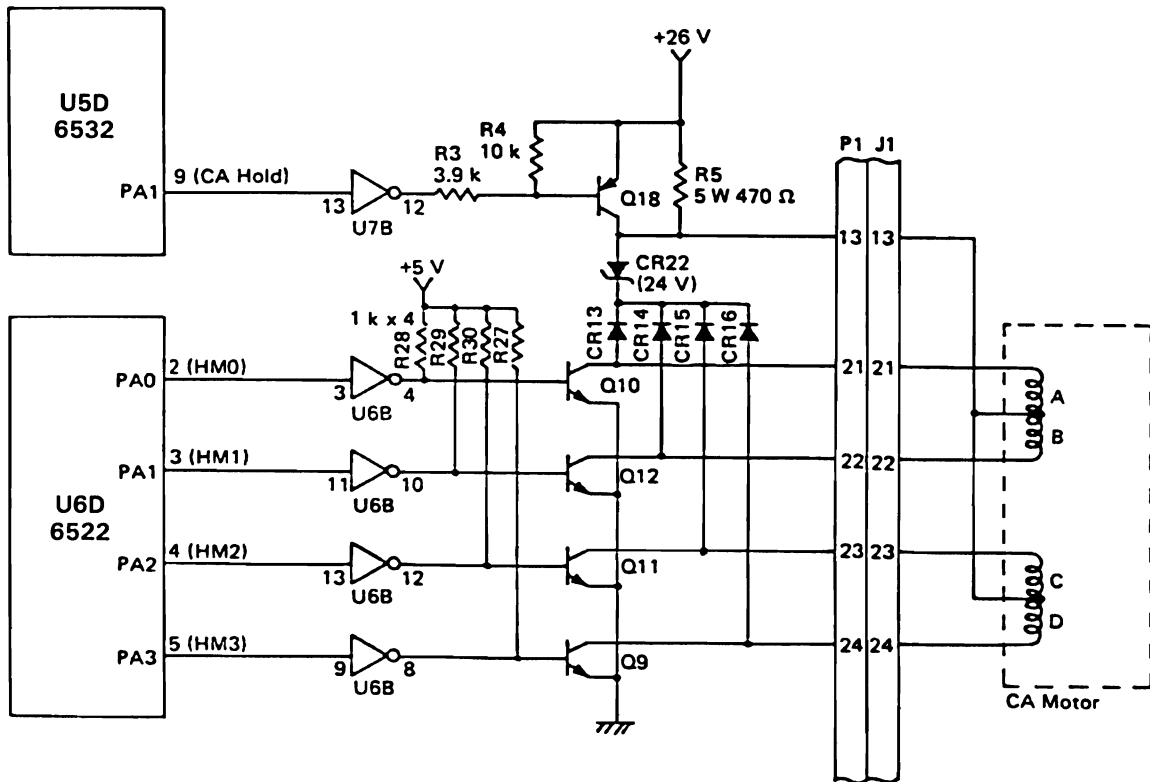 +26 V
U5D
6532
PA1
9 (CA Hold)
13
12
U7B
R3
3.9 k
R4
10 k
Q18
R5
5 W 470 Ω
P1 J1
13 13
CR22
(24 V)
+5 V
1 k x 4
R28
R29
R30
R27
CR13
CR14
CR15
CR16
U6D
6522
PA0
2 (HM0)
3
4
U6B
Q10
21 21
A
B
PA1
3 (HM1)
11
10
U6B
Q12
22 22
PA2
4 (HM2)
13
12
U6B
Q11
23 23
C
D
PA3
5 (HM3)
9
8
U6B
Q9
24 24
CA Motor